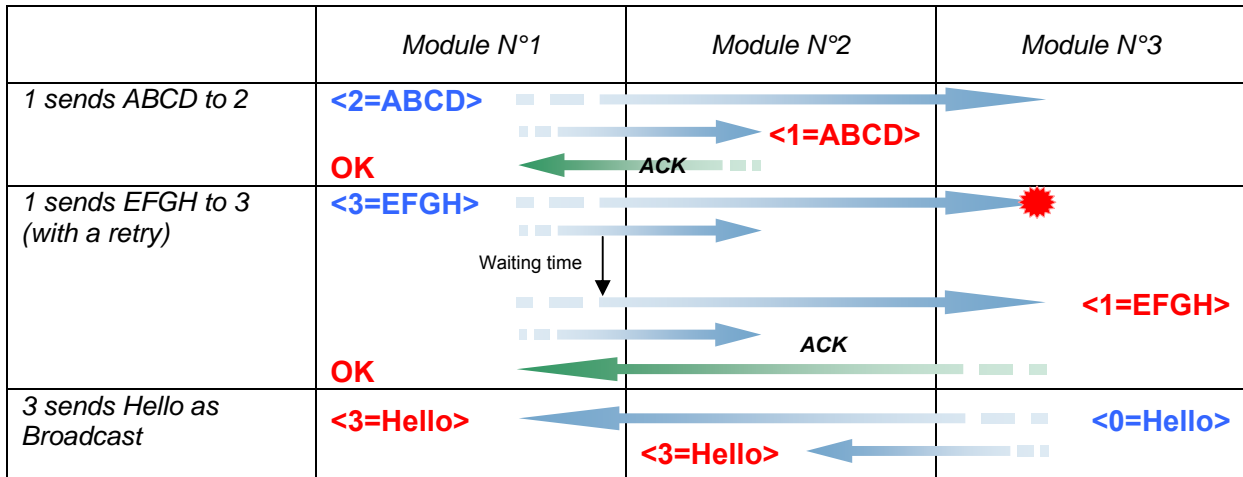 Module N°1 Module N°2 Module N°3
1 sends ABCD to 2 <2=ABCD>
<1=ABCD>
OK ACK
1 sends EFGH to 3 <3=EFGH>
(with a retry)
Waiting time
<1=EFGH>
ACK
OK
3 sends Hello as
Broadcast
<3=Hello> <0=Hello>
<3=Hello>